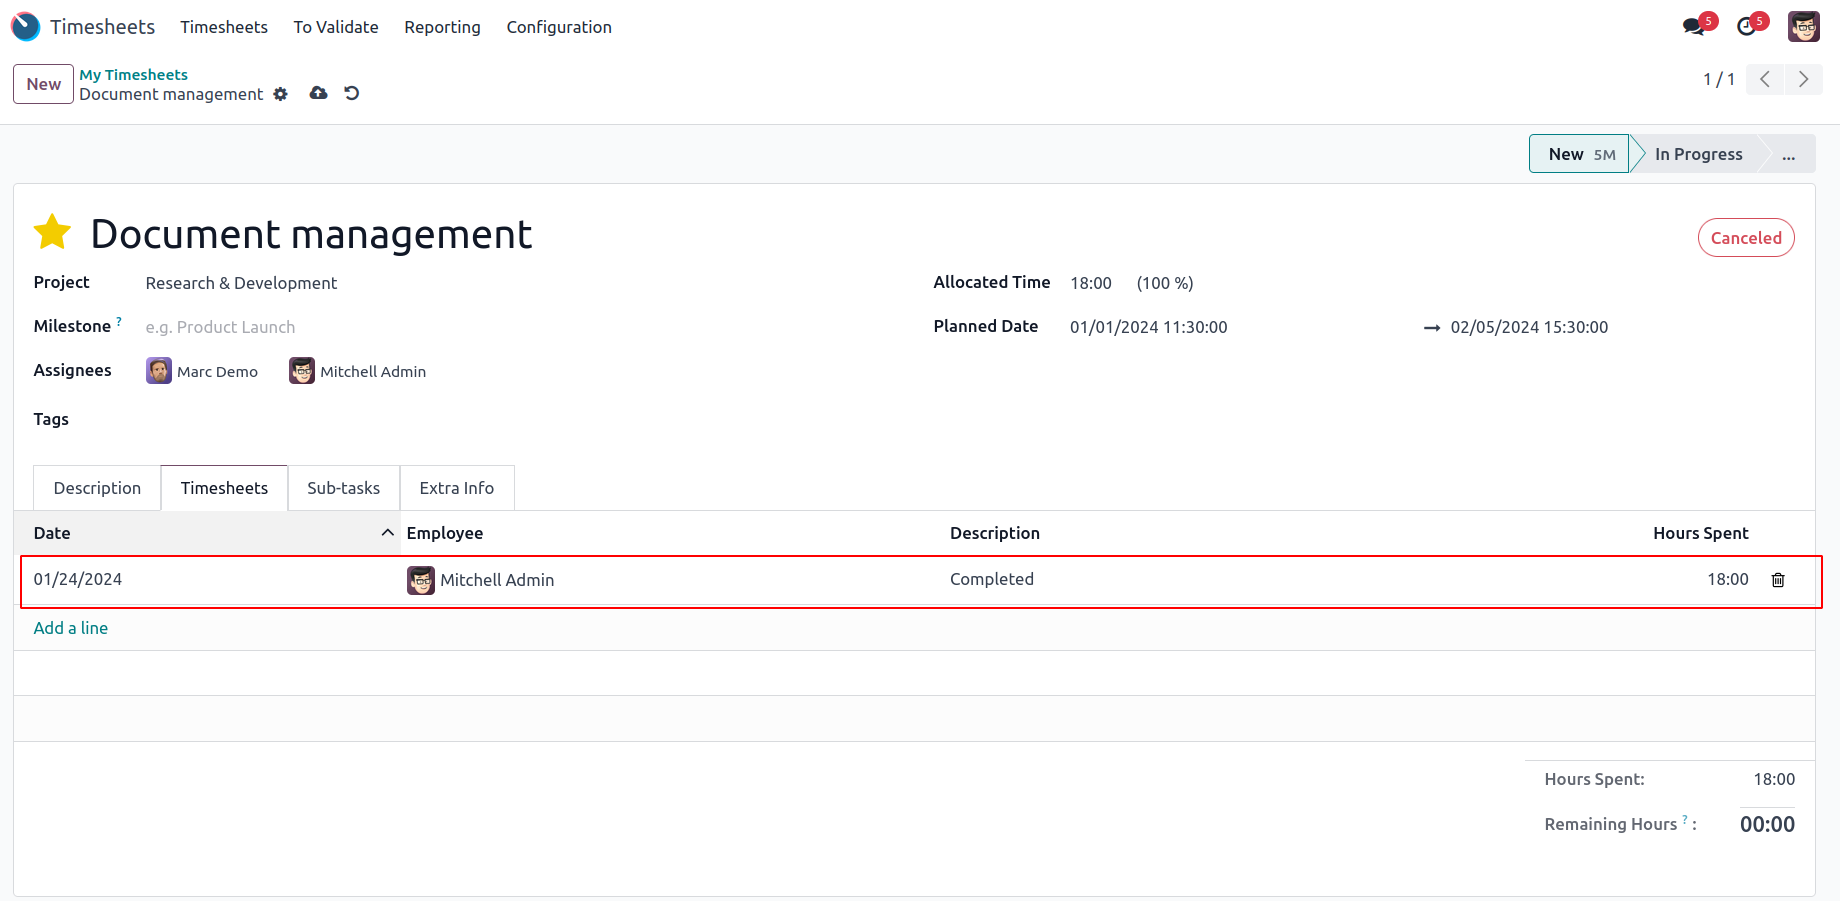 Timesheets Timesheets To Validate Reporting Configuration 5 5
New My Timesheets
Document management 1 / 1
New 5M In Progress ...
Document management Canceled
Project Research & Development Allocated Time 18:00 (100 %)
Milestone ? e.g. Product Launch Planned Date 01/01/2024 11:30:00 → 02/05/2024 15:30:00
Assignees Marc Demo Mitchell Admin
Tags
Description Timesheets Sub-tasks Extra Info
Date Employee Description Hours Spent
01/24/2024 Mitchell Admin Completed 18:00
Add a line
Hours Spent: 18:00
Remaining Hours ? : 00:00